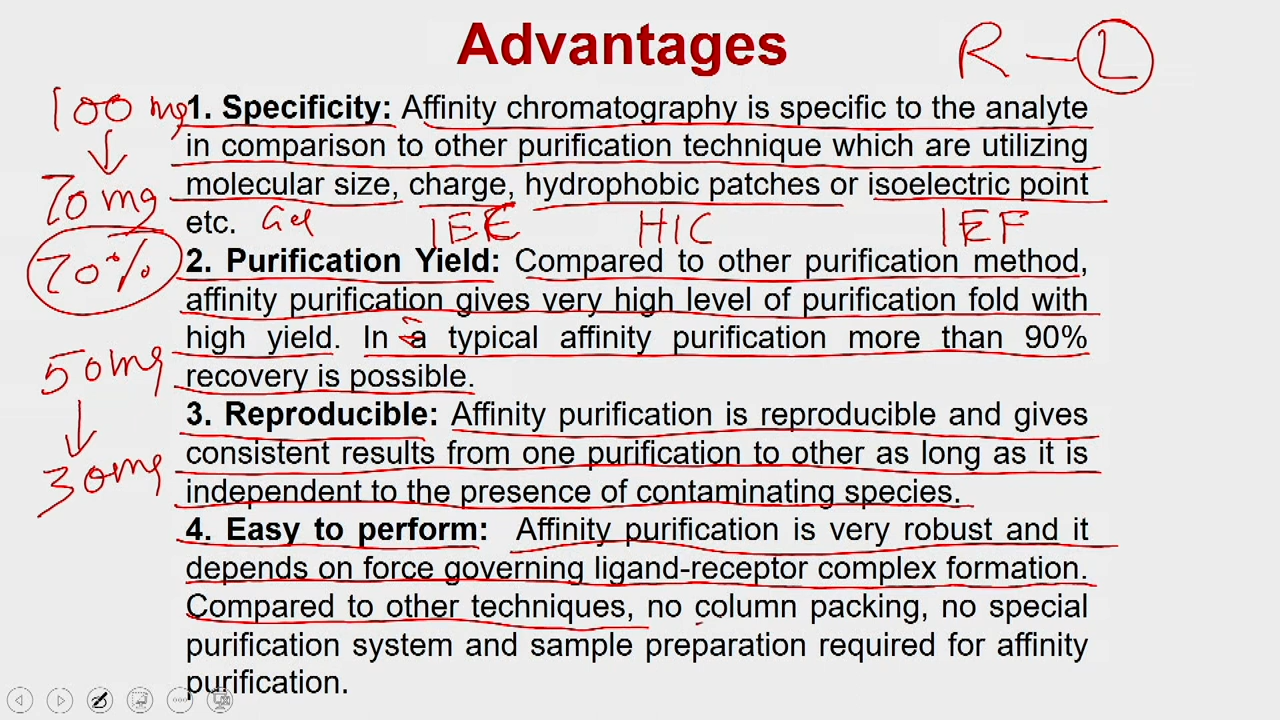 Advantages
R — L
100 mg
1. Specificity: Affinity chromatography is specific to the analyte
in comparison to other purification technique which are utilizing
70 mg
molecular size, charge, hydrophobic patches or isoelectric point
etc.
Gel
IEC
HIC
IEF
70%
2. Purification Yield: Compared to other purification method,
affinity purification gives very high level of purification fold with
high yield. In a typical affinity purification more than 90%
50mg
recovery is possible.
3. Reproducible: Affinity purification is reproducible and gives
consistent results from one purification to other as long as it is
30mg
independent to the presence of contaminating species.
4. Easy to perform: Affinity purification is very robust and it
depends on force governing ligand-receptor complex formation.
Compared to other techniques, no column packing, no special
purification system and sample preparation required for affinity
purification.